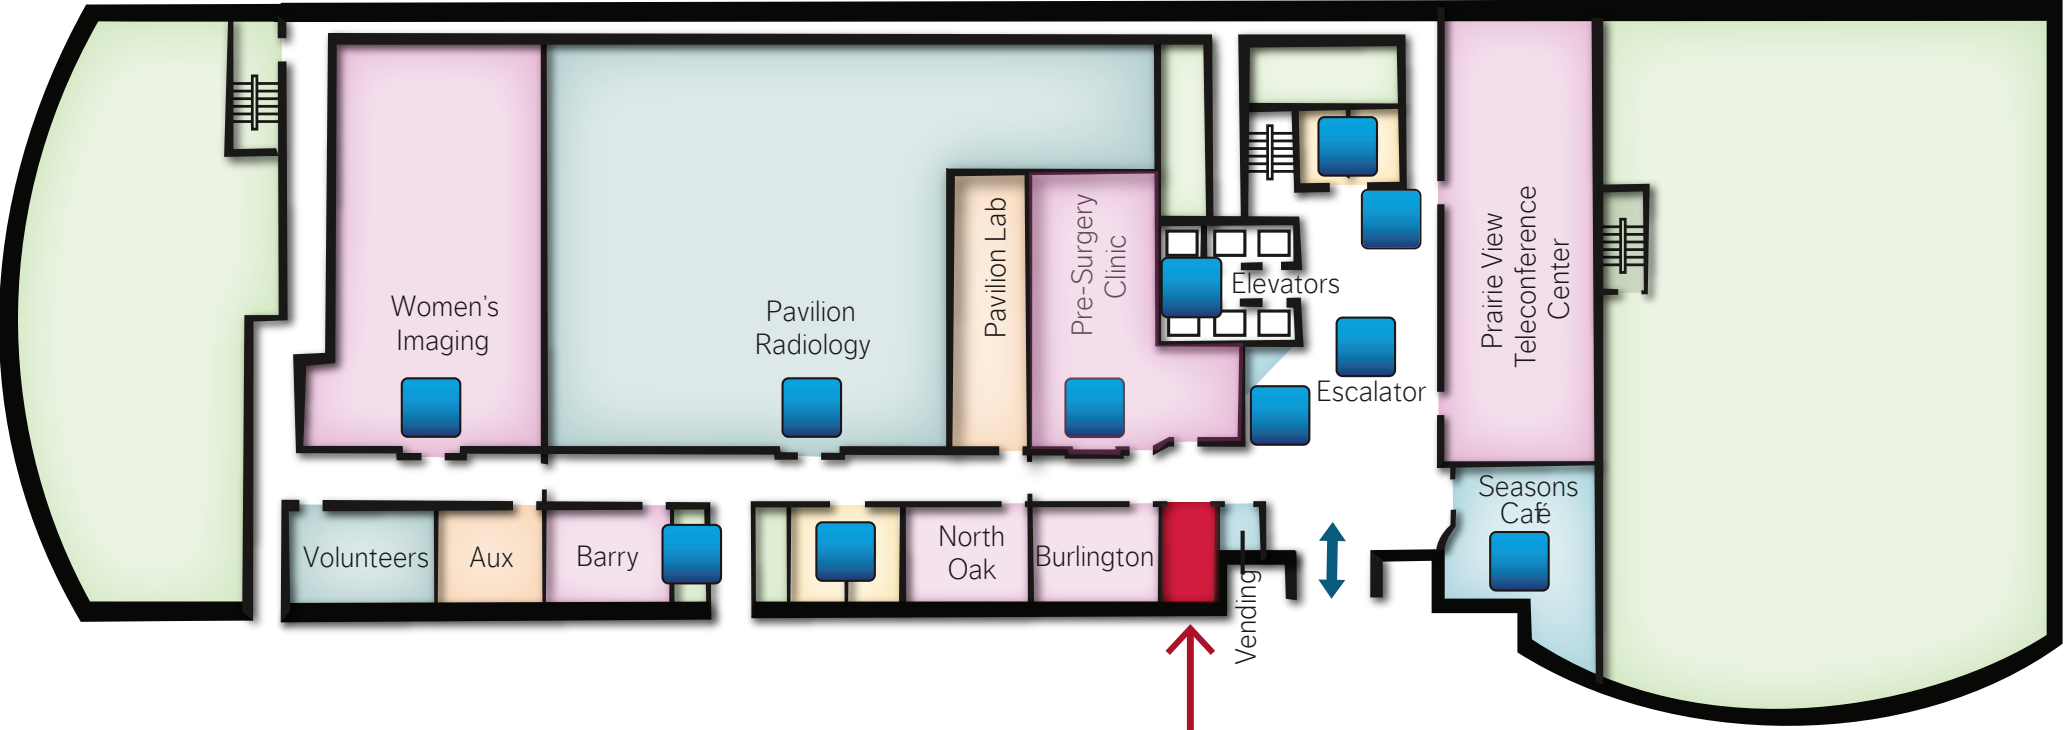 Women's
Imaging
Pavilion
Radiology
Pavilion Lab
Pre-Surgery
Clinic
Elevators
Escalator
Prairie View
Teleconference
Center
Seasons
Café
Volunteers
Aux
Barry
North
Oak
Burlington
Vending